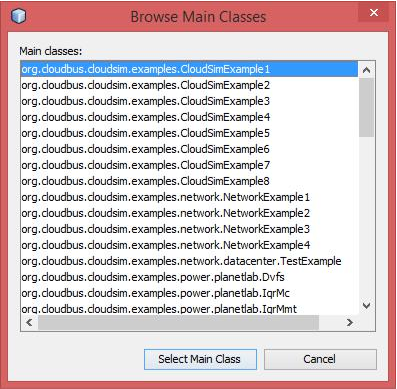 Browse Main Classes
Main classes:
org.cloudbus.cloudsim.examples.CloudSimExample1
org.cloudbus.cloudsim.examples.CloudSimExample2
org.cloudbus.cloudsim.examples.CloudSimExample3
org.cloudbus.cloudsim.examples.CloudSimExample4
org.cloudbus.cloudsim.examples.CloudSimExample5
org.cloudbus.cloudsim.examples.CloudSimExample6
org.cloudbus.cloudsim.examples.CloudSimExample7
org.cloudbus.cloudsim.examples.CloudSimExample8
org.cloudbus.cloudsim.examples.network.NetworkExample1
org.cloudbus.cloudsim.examples.network.NetworkExample2
org.cloudbus.cloudsim.examples.network.NetworkExample3
org.cloudbus.cloudsim.examples.network.NetworkExample4
org.cloudbus.cloudsim.examples.network.datacenter.TestExample
org.cloudbus.cloudsim.examples.power.planetlab.Dvfs
org.cloudbus.cloudsim.examples.power.planetlab.IqrMc
org.cloudbus.cloudsim.examples.power.planetlab.IqrMmt
Select Main Class
Cancel